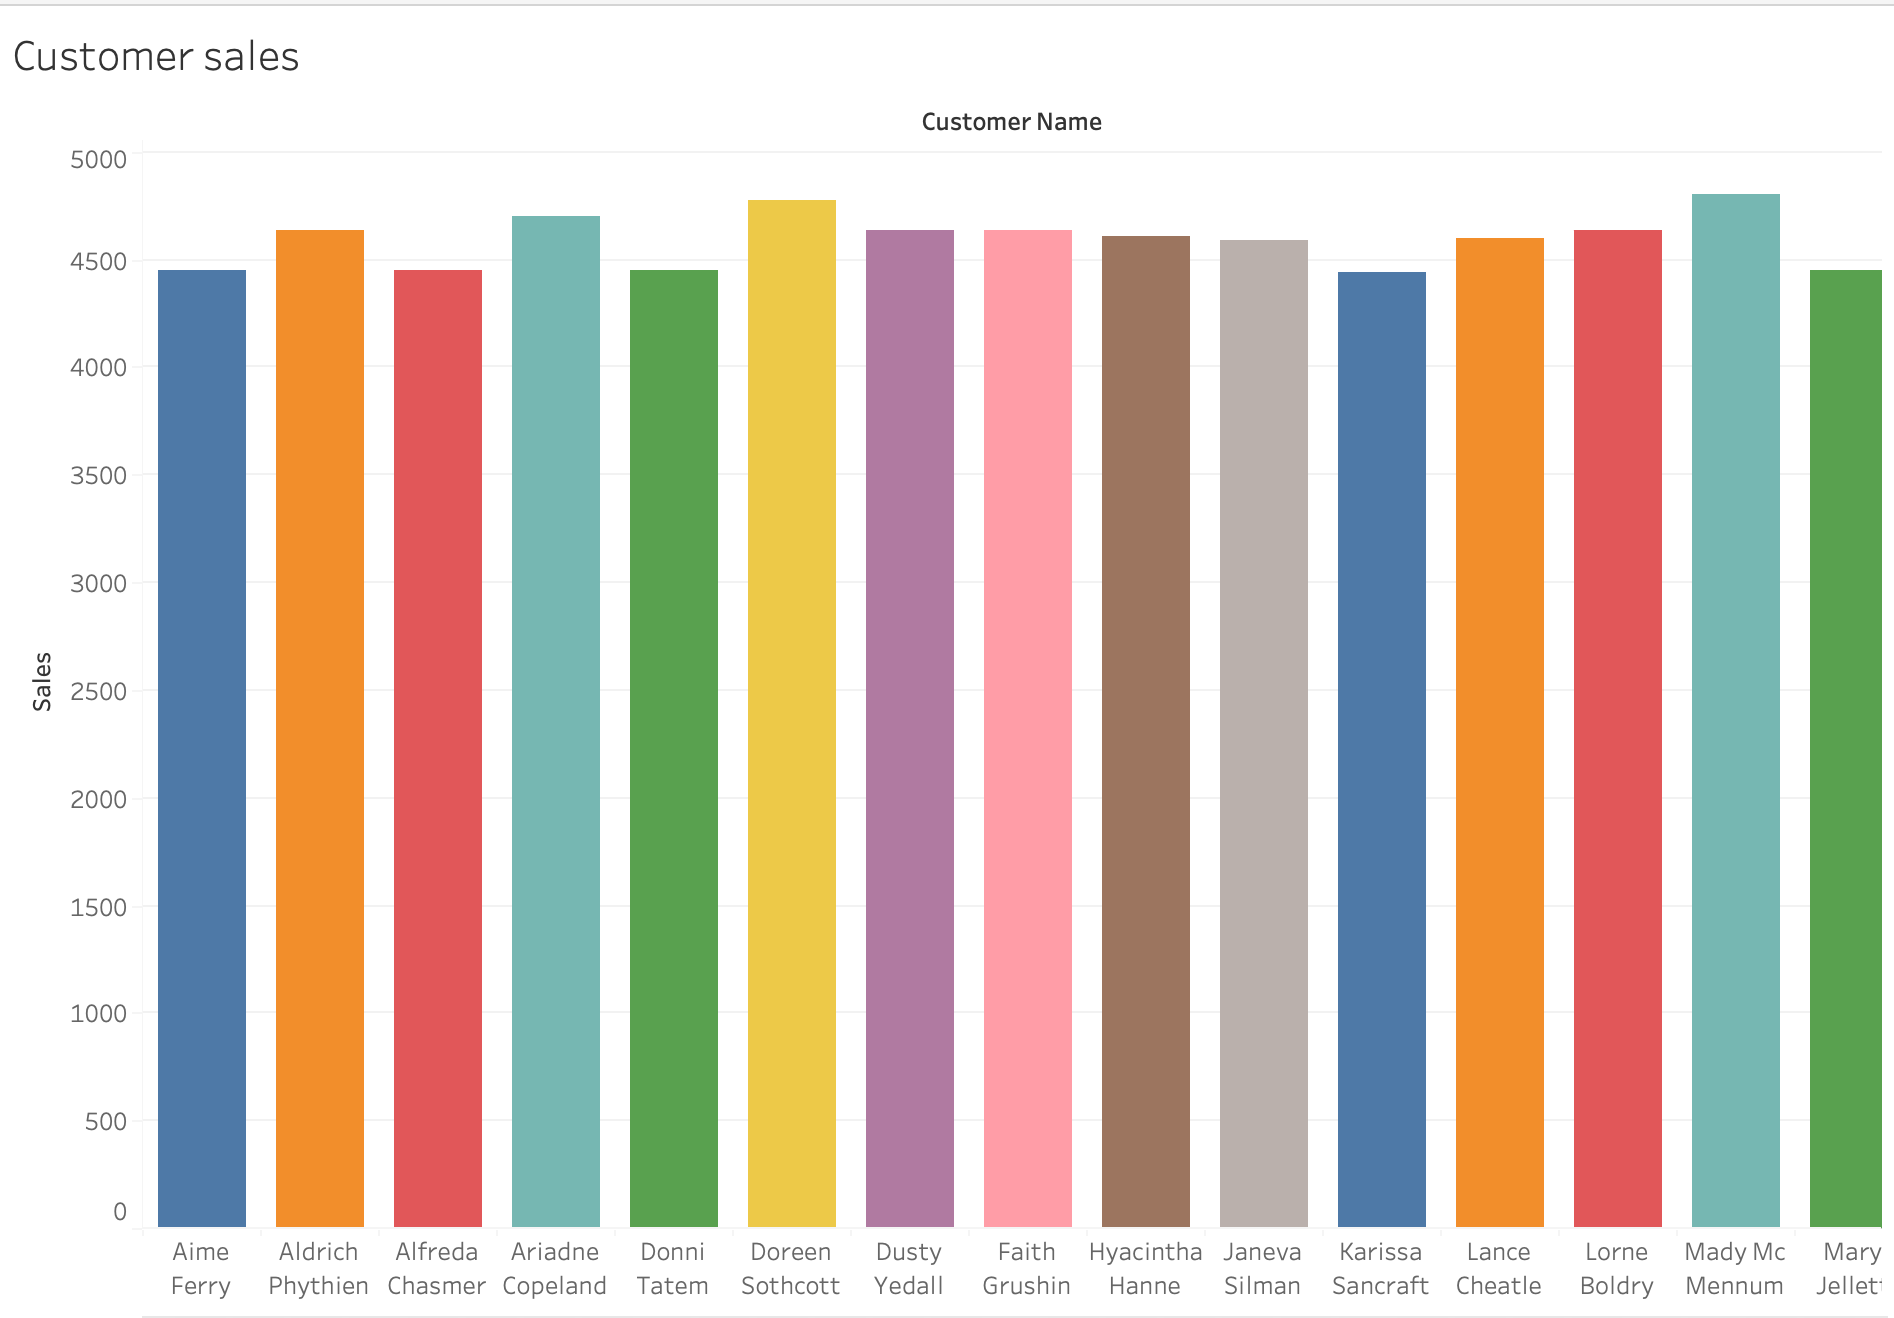 Customer sales
Customer Name
5000
4500
4000
3500
3000
2500
2000
1500
1000
500
0
Sales
Aime Ferry
Aldrich Phythien
Alfreda Chasmer
Ariadne Copeland
Donni Tatem
Doreen Sothcott
Dusty Yedall
Faith Grushin
Hyacintha Hanne
Janeva Silman
Karissa Sancraft
Lance Cheatle
Lorne Boldry
Mady Mc Mennum
Mary